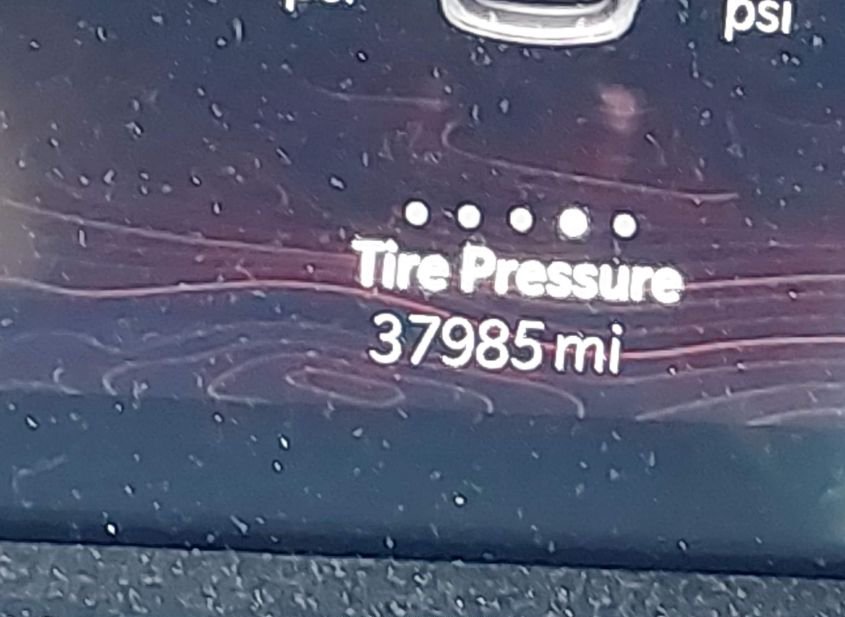 psi
Tire Pressure
37985 mi